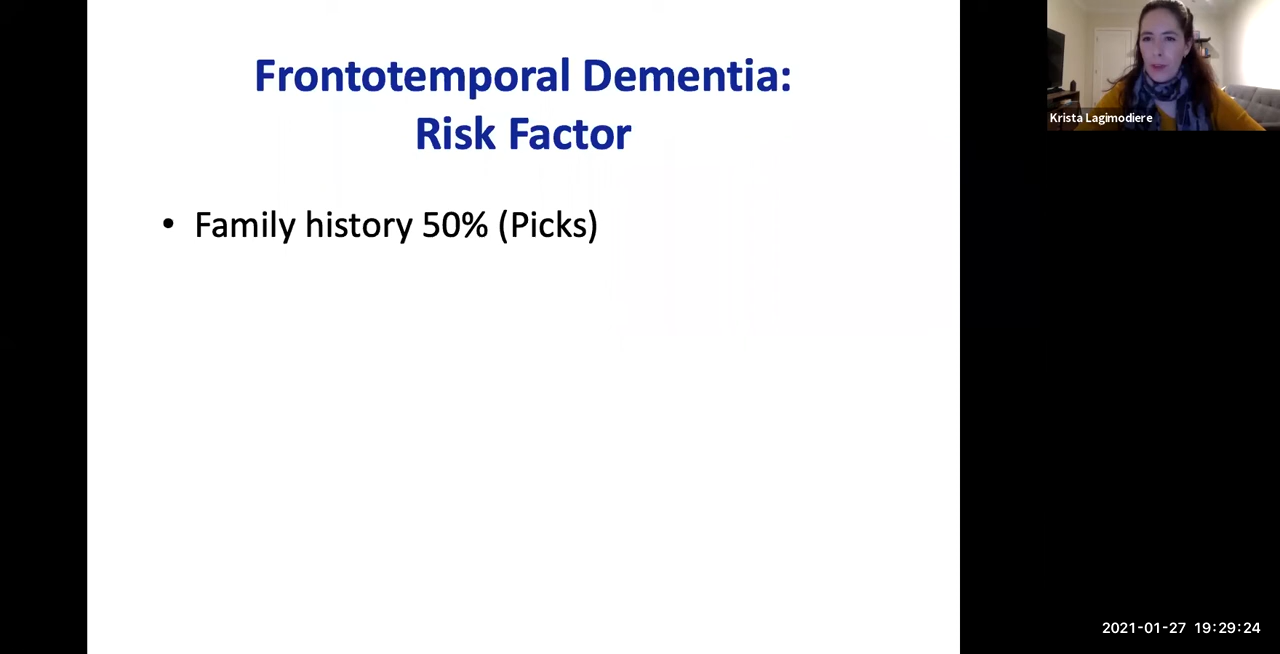 Frontotemporal Dementia:
Risk Factor
• Family history 50% (Picks)
Krista Lagimodiere
2021-01-27 19:29:24